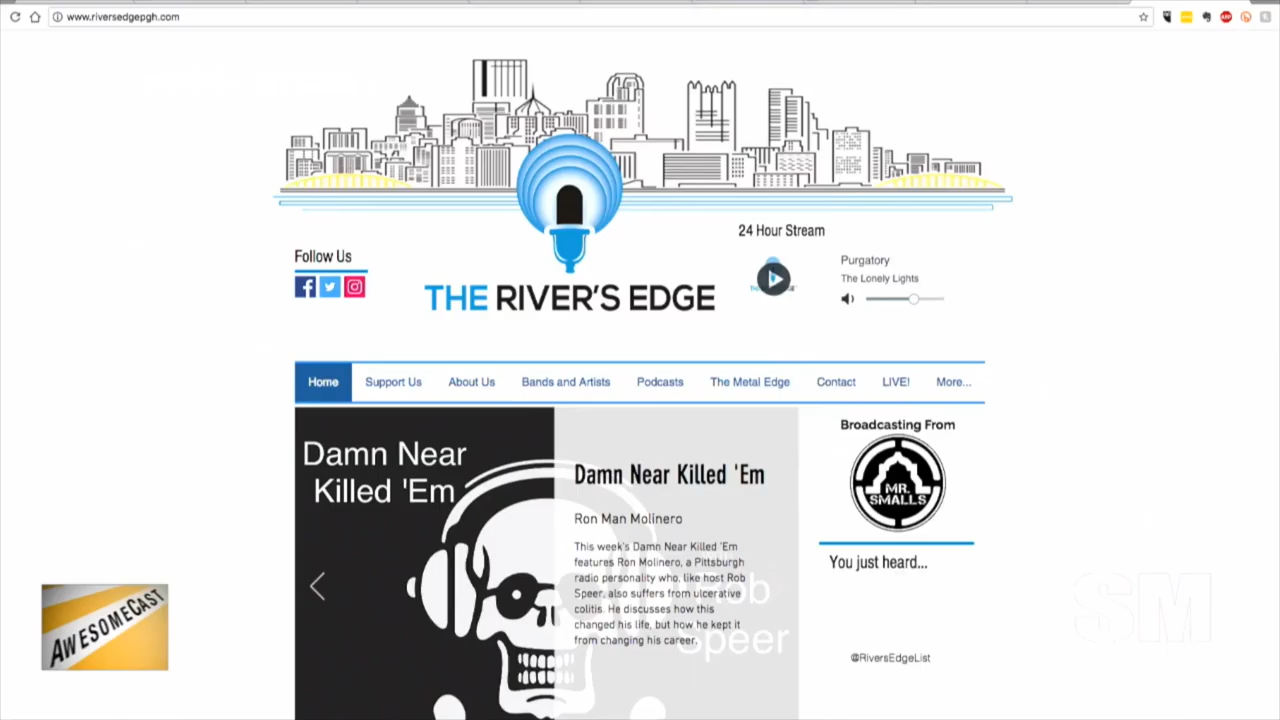 www.riversedgepgh.com
24 Hour Stream
Follow Us
Purgatory
The Lonely Lights
THE RIVER'S EDGE
Home
Support Us
About Us
Bands and Artists
Podcasts
The Metal Edge
Contact
LIVE!
More...
Broadcasting From
MR.
SMALLS
Damn Near
Killed 'Em
Damn Near Killed 'Em
Ron Man Molinero
This week's Damn Near Killed 'Em
features Ron Molinero, a Pittsburgh
radio personality who, like host Rob
Speer, also suffers from ulcerative
colitis. He discusses how this
changed his life, but how he kept it
from changing his career.
Rob
Speer
You just heard...
@RiversEdgeList
AWESOMECAST
SM